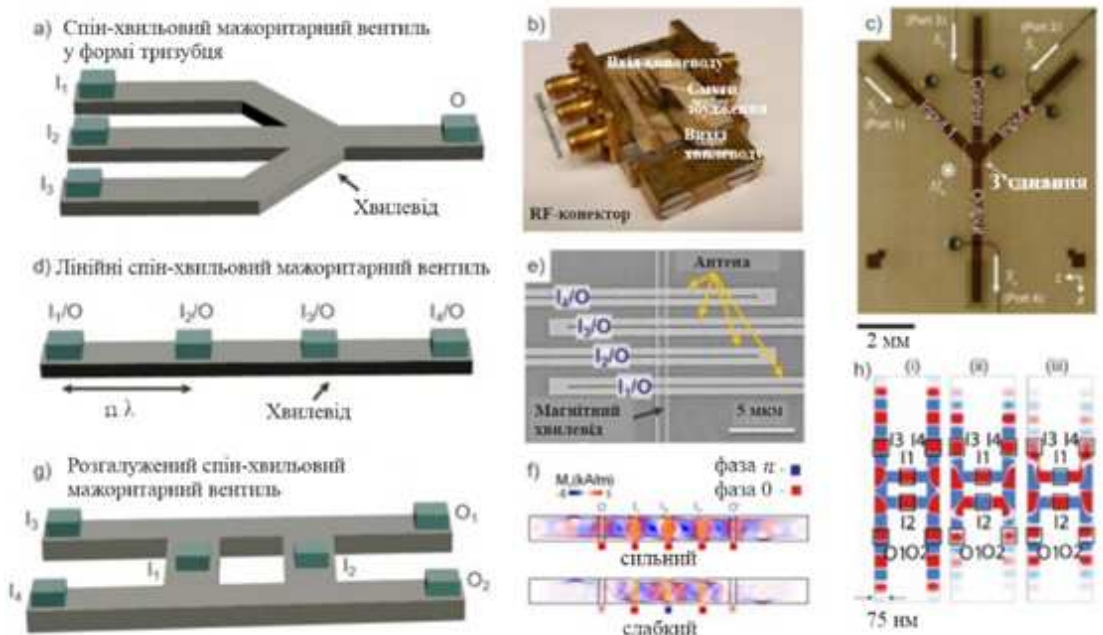 a) Спін-хвильовий мажоритарний вентиль
у формі тризубця
I₁
I₂
I₃
O
Хвилевід
b)
Вхід хвилеводу
Вихід
хвилеводу
RF-конектор
c)
(Port 3)
(Port 2)
(Port 1)
З'єднання
(Port 4)
2 мм
d) Лінійні спін-хвильовий мажоритарний вентиль
I₁/O
I₂/O
I₃/O
I₄/O
n λ
Хвилевід
e)
Антена
I₄/O
I₃/O
I₂/O
I₁/O
Магнітний
хвилевід
5 мкм
f)
фаза π -
фаза 0 -
сильний
слабкий
g) Розгалужений спін-хвильовий
мажоритарний вентиль
I₃
O₁
I₁
I₂
I₄
O₂
h)
(i)
(ii)
(iii)
I3 I4
I1
I2
O1O2
I3 I4
I1
I2
O1O2
I3 I4
I1
I2
O1O2
75 нм